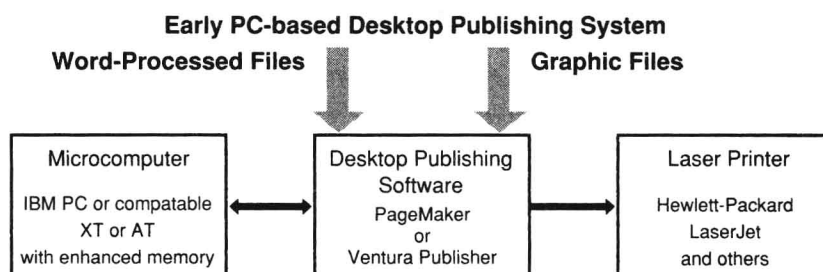 Early PC-based Desktop Publishing System
Word-Processed Files
Graphic Files
Microcomputer
IBM PC or compatable
XT or AT
with enhanced memory
Desktop Publishing
Software
PageMaker
or
Ventura Publisher
Laser Printer
Hewlett-Packard
LaserJet
and others